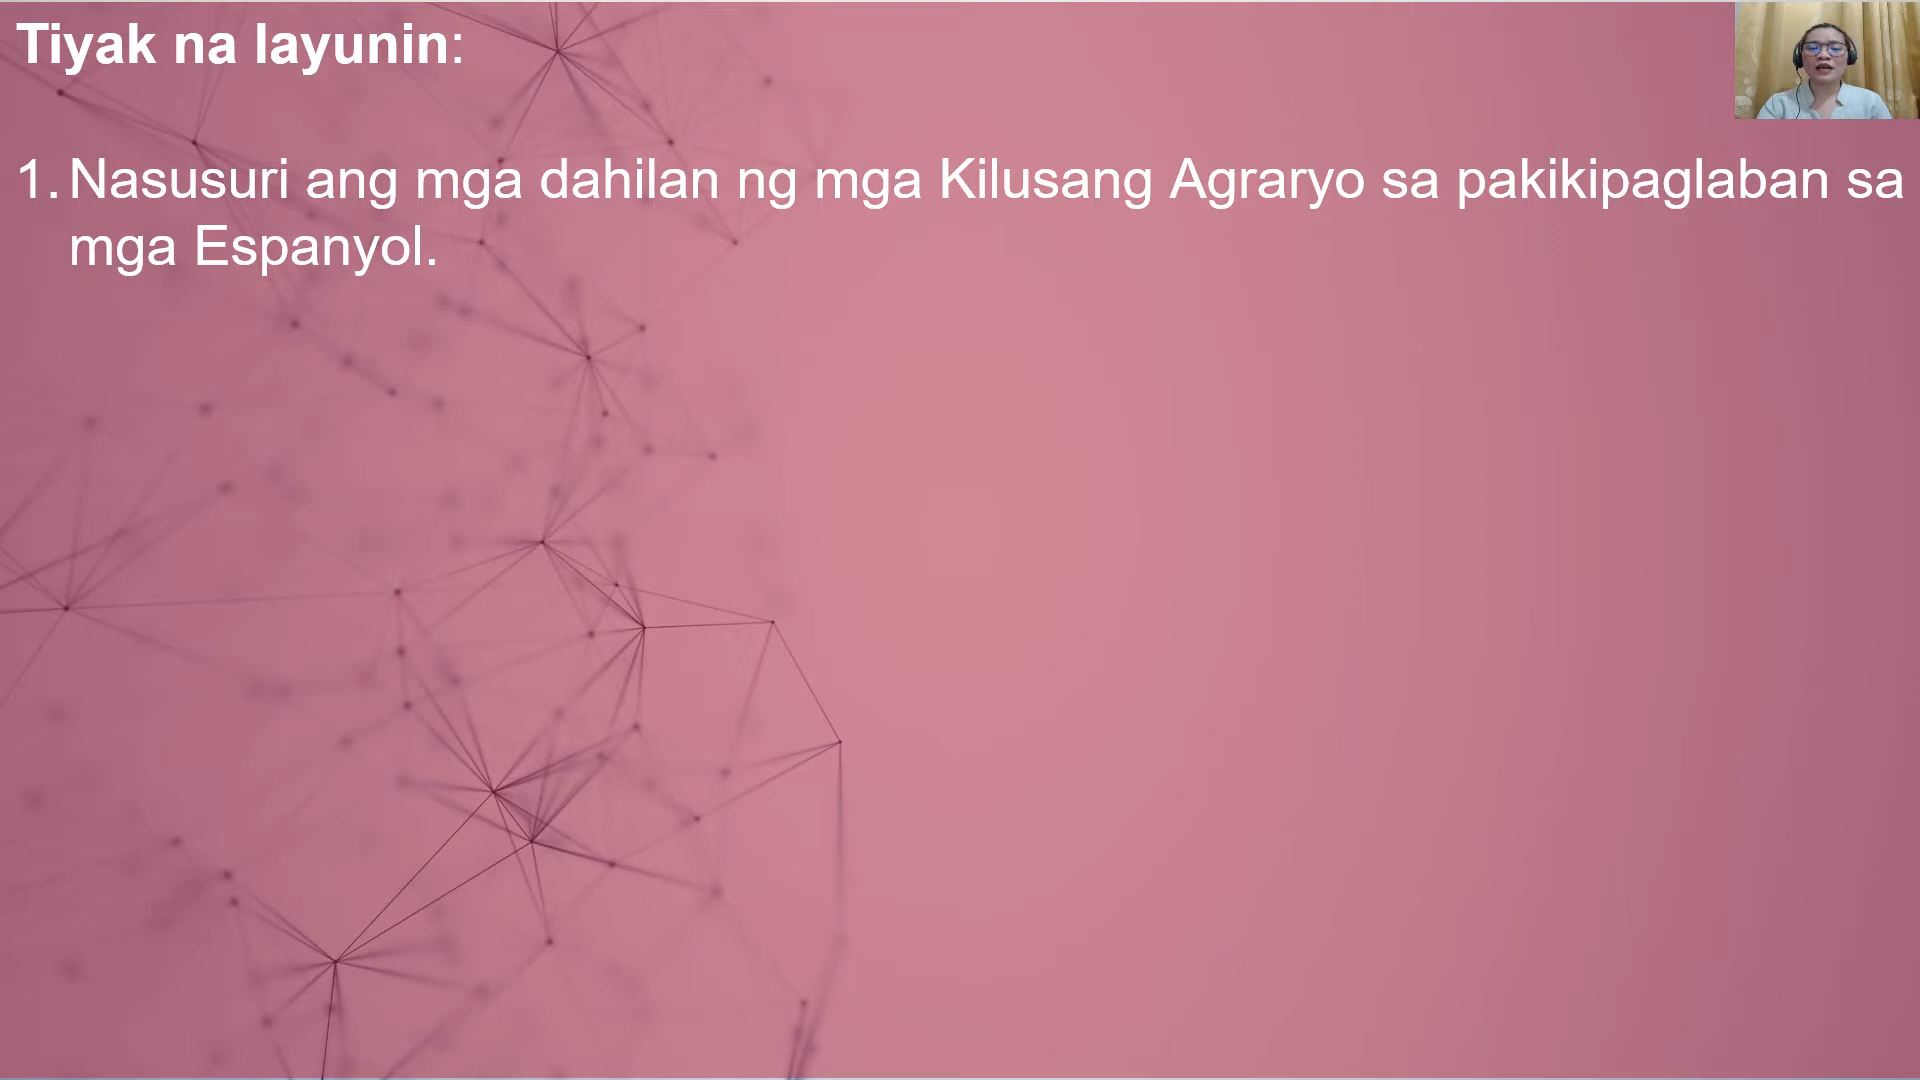 Tiyak na layunin:
1. Nasusuri ang mga dahilan ng mga Kilusang Agraryo sa pakikipaglaban sa
mga Espanyol.